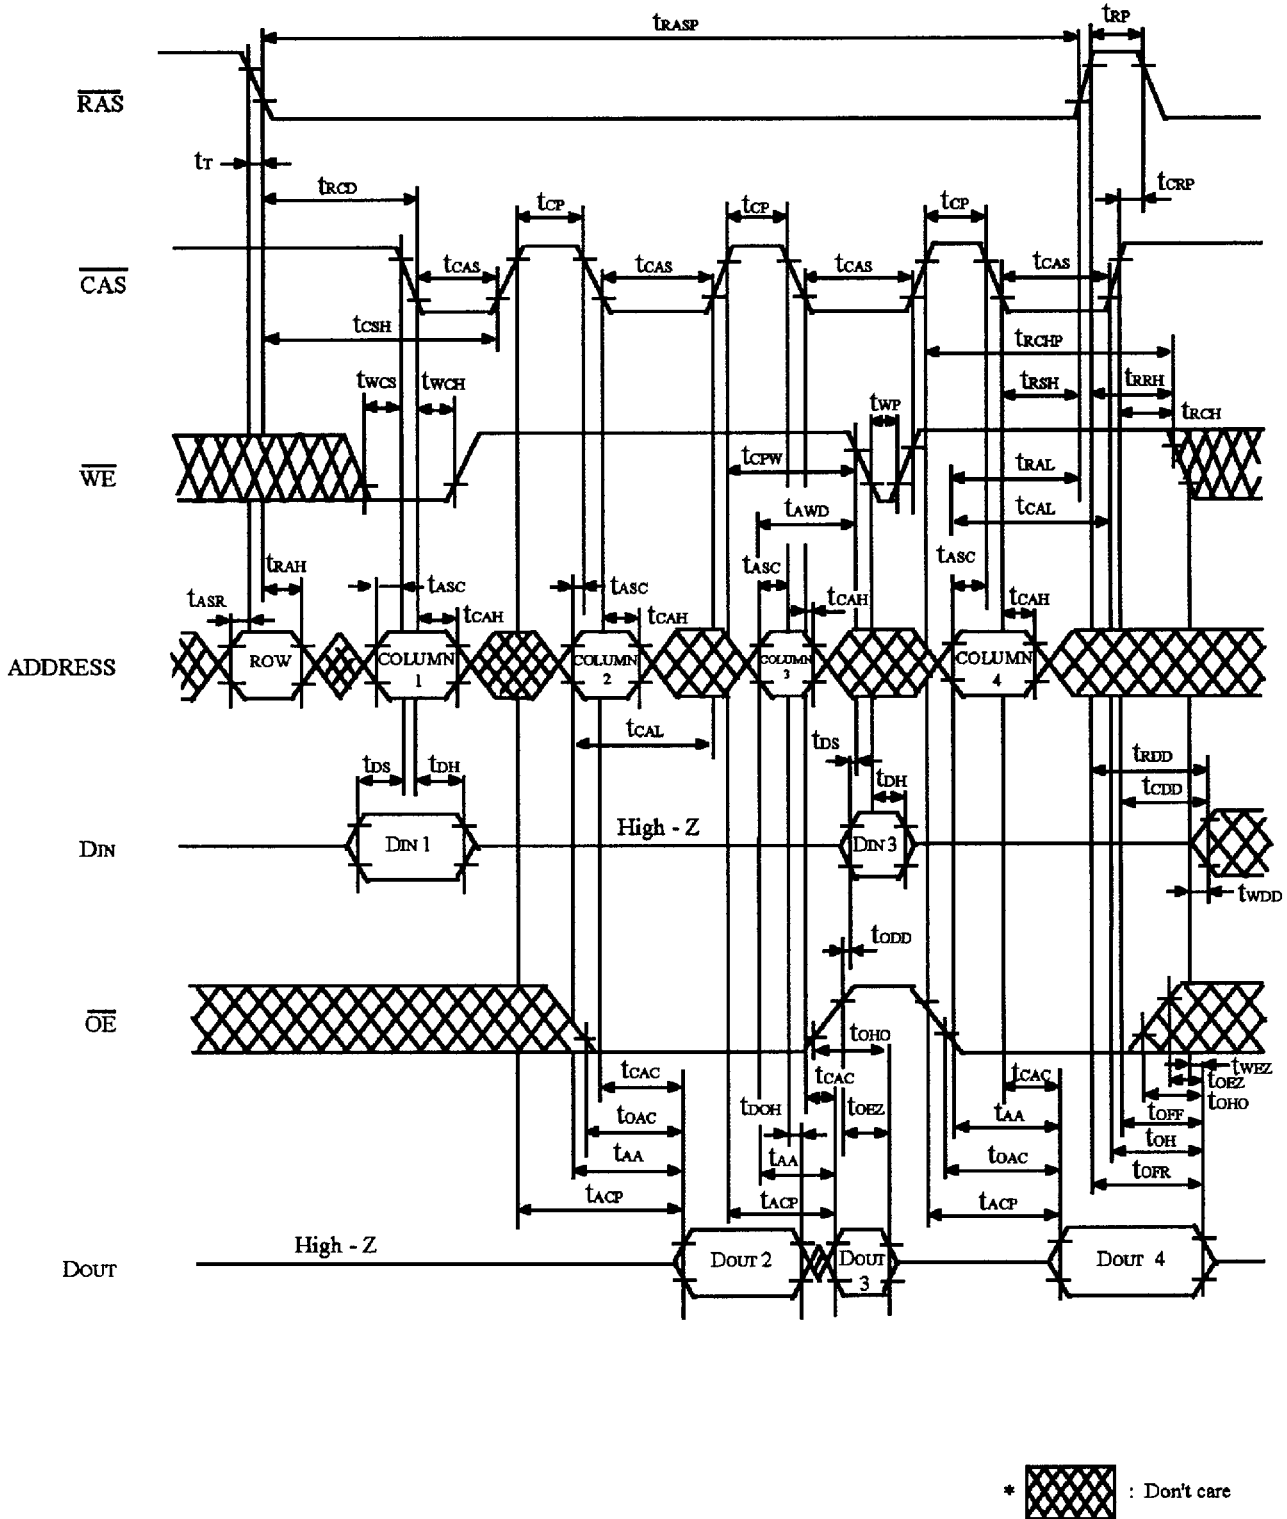 tRASP
tRP
RAS
tT
tRCD
tCP
tCP
tCP
tCRP
CAS
tCAS
tCAS
tCAS
tCAS
tCSH
tRCHP
tWCS
tWCH
tWP
tRSH
tRRH
tRCH
WE
tCPW
tRAL
tAWD
tCAL
tASR
tRAH
tASC
tCAH
tASC
tCAH
tASC
tCAH
tASC
tCAH
ADDRESS
ROW
COLUMN 1
COLUMN 2
COLUMN 3
COLUMN 4
tCAL
tDS
tDH
tDS
tDH
tRDD
tCDD
DIN
DIN 1
High - Z
DIN 3
tWDD
tODD
OE
tOHO
tWEZ
tCAC
tCAC
tCAC
tOEZ
tOHO
tOAC
tDOH
tOEZ
tAA
tOFF
tAA
tAA
tOAC
tOH
tACP
tACP
tACP
tOFR
High - Z
DOUT
DOUT 2
DOUT 3
DOUT 4
* : Don't care